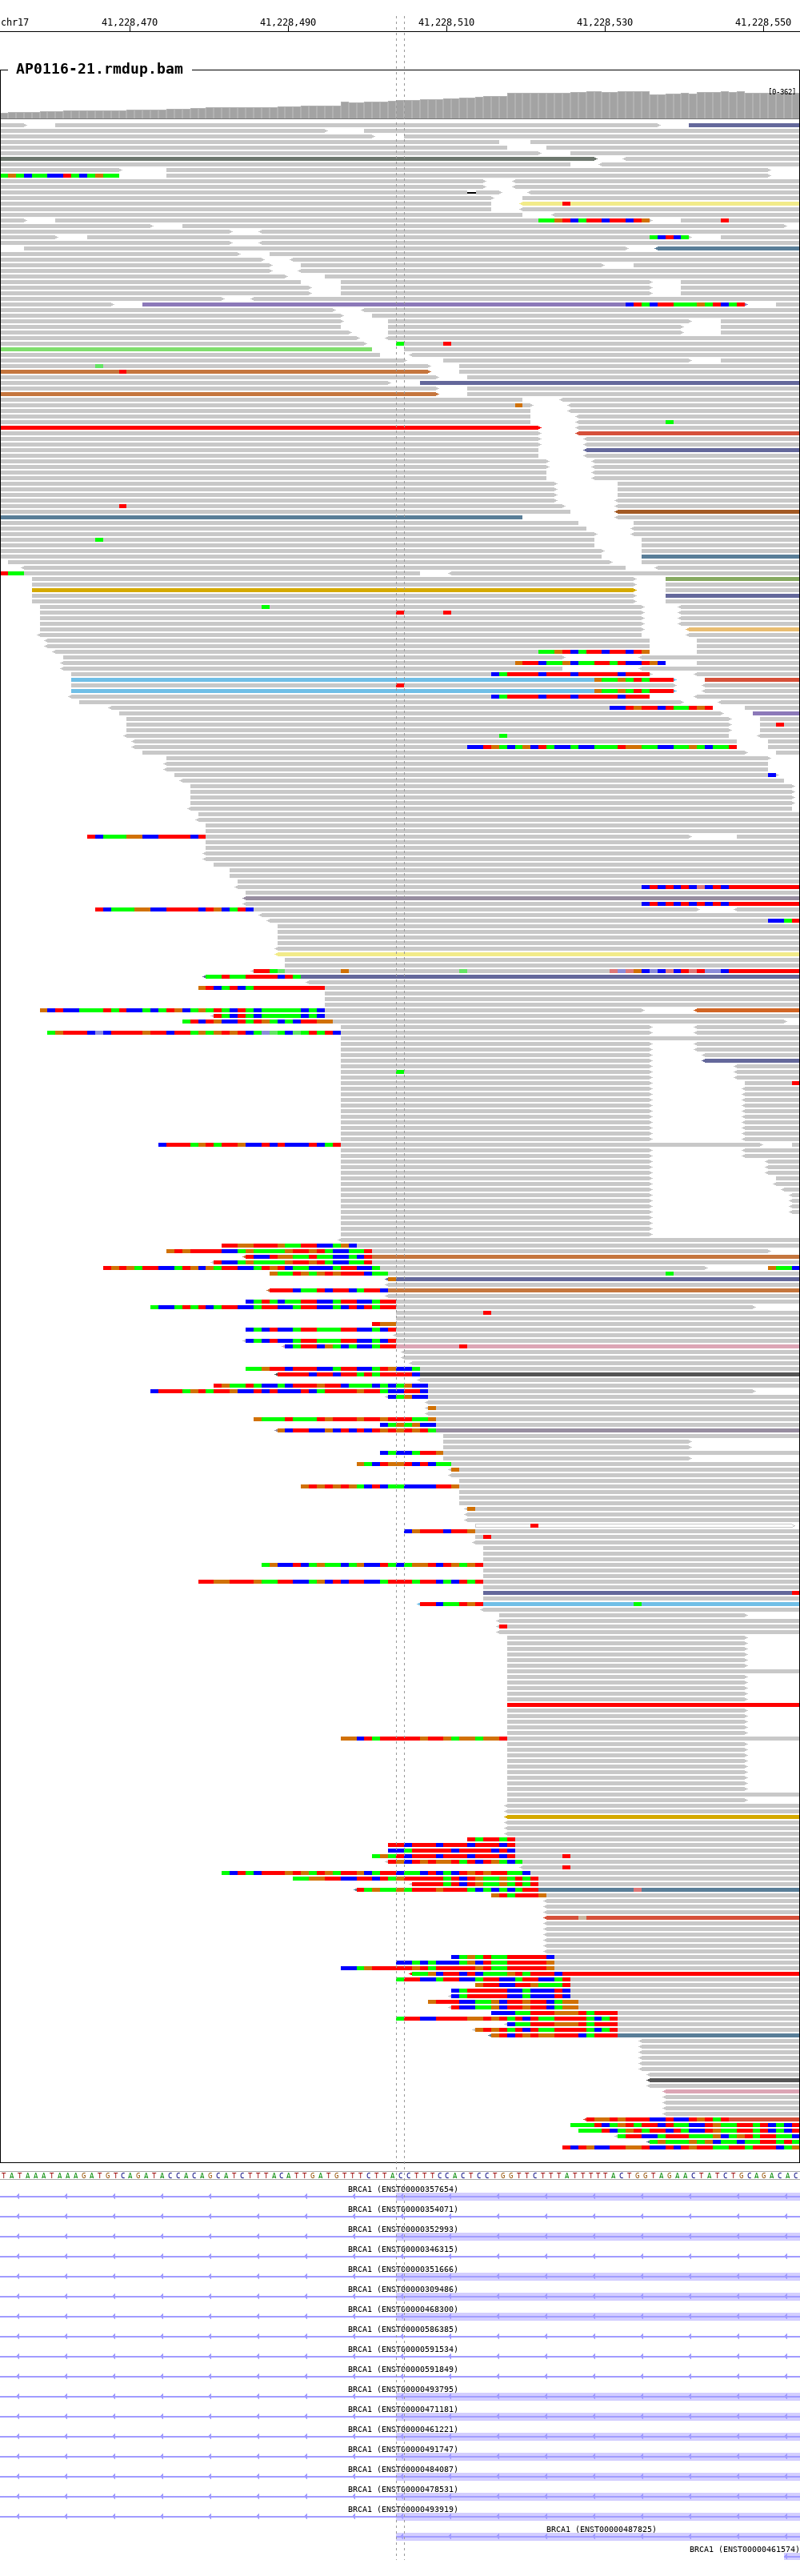 chr17 41,228,470 41,228,490 41,228,510 41,228,530 41,228,550
AP0116-21.rmdup.bam
[0-362]
TATAAATAAAGATGTCAGATACCACAGCATCTTTACATTGATGTTTCTTACCTTTCCACTCCTGGTTCTTTATTTTTACTGGTAGAACTATCTGCAGACAC
BRCA1 (ENST00000357654)
BRCA1 (ENST00000354071)
BRCA1 (ENST00000352993)
BRCA1 (ENST00000346315)
BRCA1 (ENST00000351666)
BRCA1 (ENST00000309486)
BRCA1 (ENST00000468300)
BRCA1 (ENST00000586385)
BRCA1 (ENST00000591534)
BRCA1 (ENST00000591849)
BRCA1 (ENST00000493795)
BRCA1 (ENST00000471181)
BRCA1 (ENST00000461221)
BRCA1 (ENST00000491747)
BRCA1 (ENST00000484087)
BRCA1 (ENST00000478531)
BRCA1 (ENST00000493919)
BRCA1 (ENST00000487825)
BRCA1 (ENST00000461574)